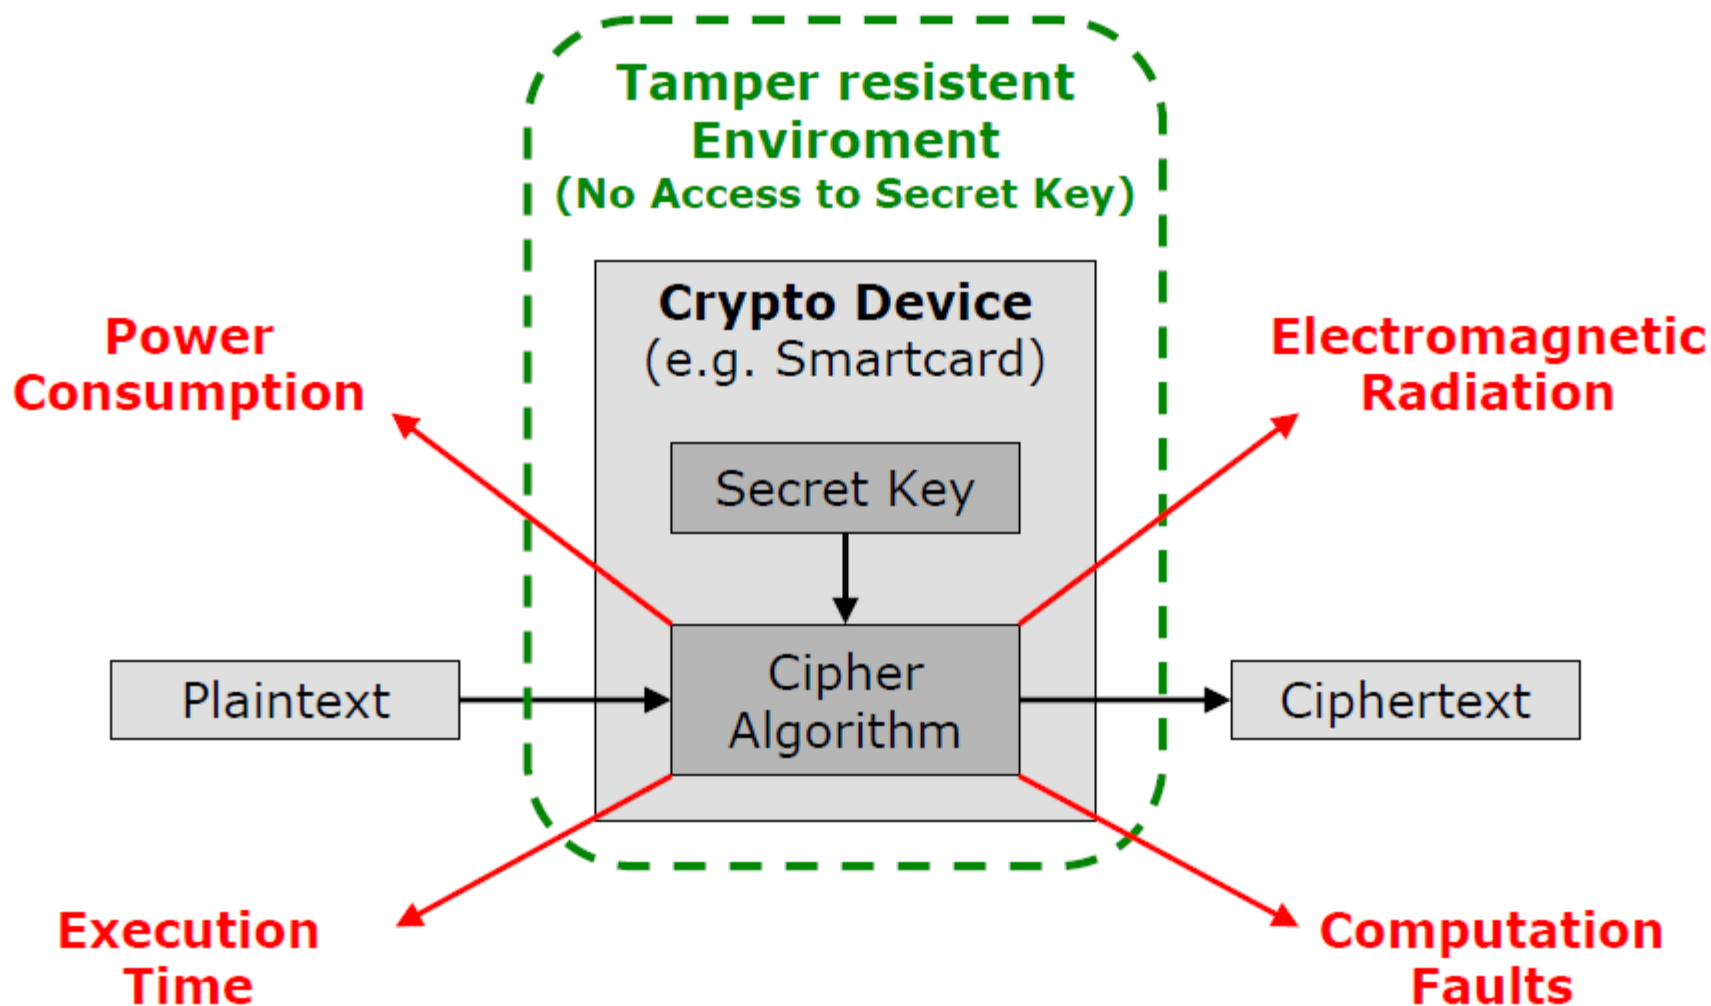 Tamper resistent
Enviroment
(No Access to Secret Key)
Crypto Device
(e.g. Smartcard)
Power
Consumption
Electromagnetic
Radiation
Secret Key
Plaintext
Cipher
Algorithm
Ciphertext
Execution
Time
Computation
Faults